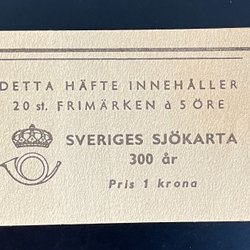 DETTA HÄFTE INNEHÅLLER
20 st. FRIMÄRKEN à 5 ÖRE
SVERIGES SJÖKARTA
300 år
Pris 1 krona